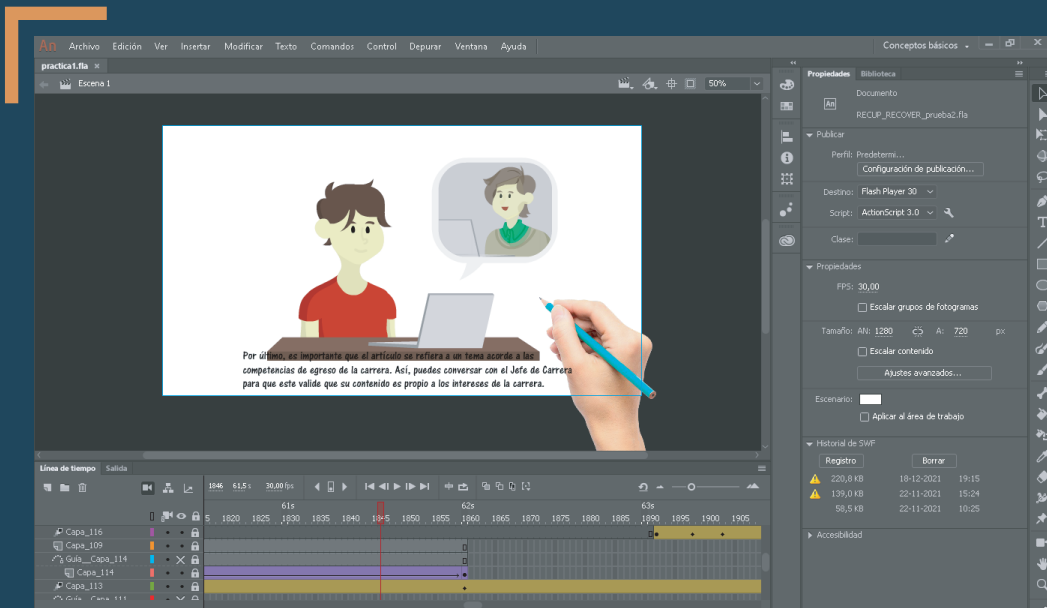 An Archivo Edición Ver Insertar Modificar Texto Comandos Control Depurar Ventana Ayuda
Conceptos básicos
practica1.fla ×
Escena 1
50%
Por último, es importante que el artículo se refiera a un tema acorde a las
competencias de egreso de la carrera. Así, puedes conversar con el Jefe de Carrera
para que este valide que su contenido es propio a los intereses de la carrera.
Propiedades Biblioteca
Documento
An
RECUP_RECOVER_prueba2.fla
Publicar
Perfil: Predetermi...
Configuración de publicación...
Destino: Flash Player 30
Script: ActionScript 3.0
Clase:
Propiedades
FPS: 30,00
Escalar grupos de fotogramas
Tamaño: AN: 1280 A: 720 px
Escalar contenido
Ajustes avanzados...
Escenario:
Aplicar al área de trabajo
Historial de SWF
Registro Borrar
220,8 KB 18-12-2021 19:15
139,0 KB 22-11-2021 15:24
58,5 KB 22-11-2021 10:25
Accesibilidad
Línea de tiempo Salida
1846 61,5 s 30,00 fps
61s 62s 63s
5 1820 1825 1830 1835 1840 1845 1855 1860 1865 1870 1875 1880 1885 1890 1895 1900 1905
Capa_116
Capa_109
Guía__Capa_114
Capa_114
Capa_113
Guía__Capa_111